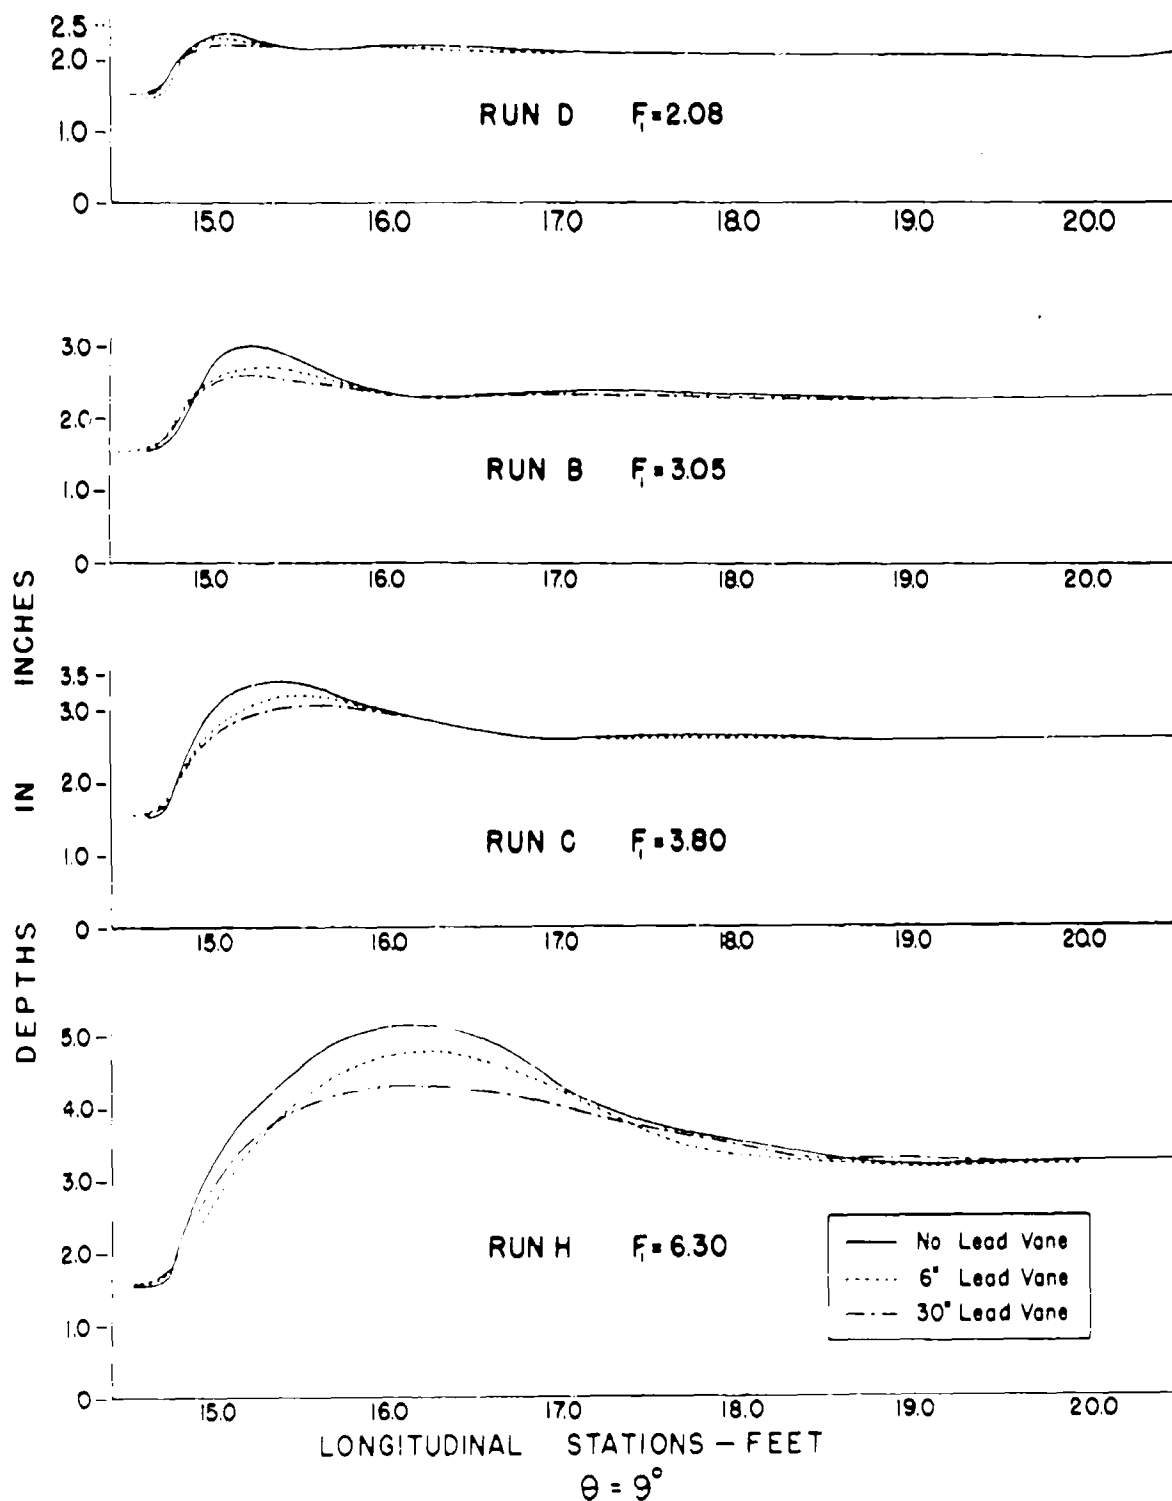 2.5
2.0
1.0
0
RUN D F₁=2.08
15.0 16.0 17.0 18.0 19.0 20.0
3.0
2.0
1.0
0
RUN B F₁=3.05
15.0 16.0 17.0 18.0 19.0 20.0
3.5
3.0
2.0
1.0
0
RUN C F₁=3.80
15.0 16.0 17.0 18.0 19.0 20.0
5.0
4.0
3.0
2.0
1.0
0
RUN H F₁=6.30
No Lead Vane
6" Lead Vane
30" Lead Vane
15.0 16.0 17.0 18.0 19.0 20.0
DEPTHS IN INCHES
LONGITUDINAL STATIONS – FEET
θ = 9°